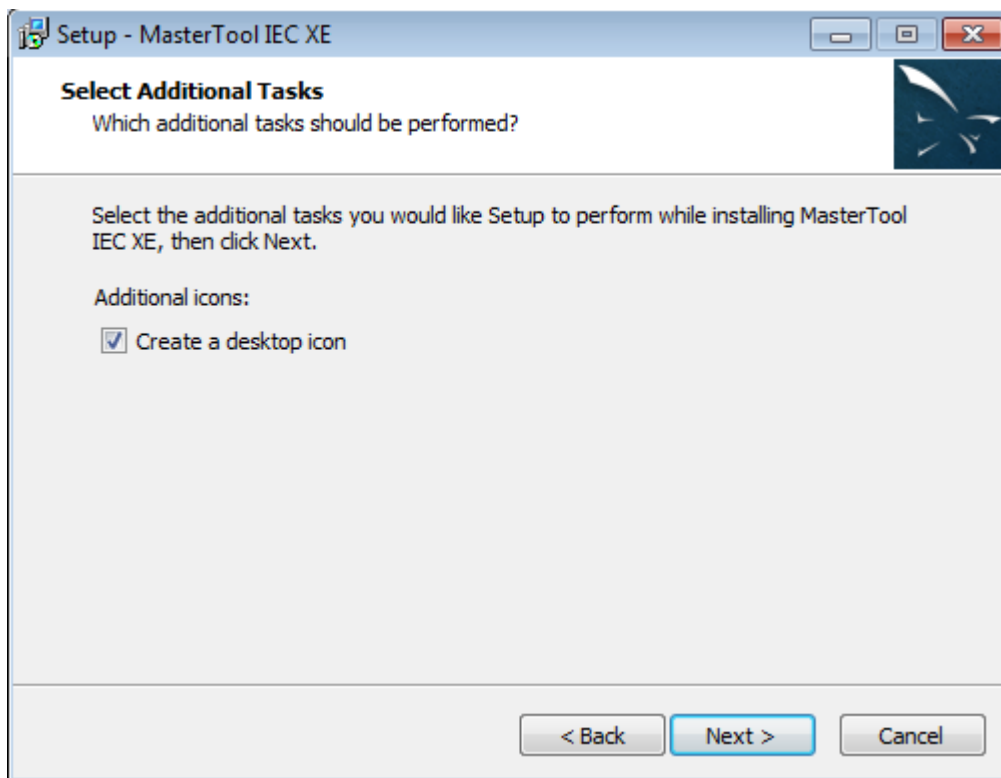 Setup - MasterTool IEC XE
Select Additional Tasks
Which additional tasks should be performed?
Select the additional tasks you would like Setup to perform while installing MasterTool
IEC XE, then click Next.
Additional icons:
Create a desktop icon
< Back
Next >
Cancel